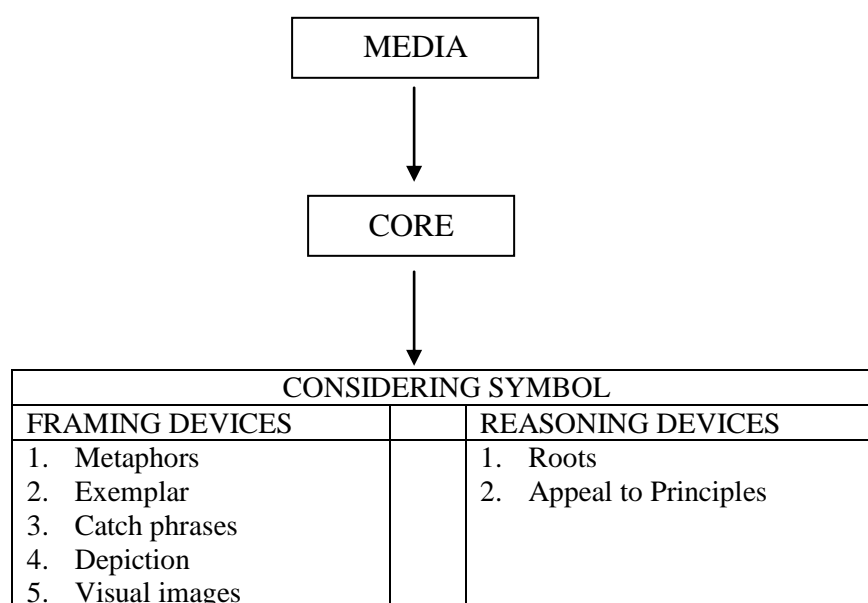 MEDIA
CORE
CONSIDERING SYMBOL
FRAMING DEVICES REASONING DEVICES
1. Metaphors 1. Roots
2. Exemplar 2. Appeal to Principles
3. Catch phrases
4. Depiction
5. Visual images